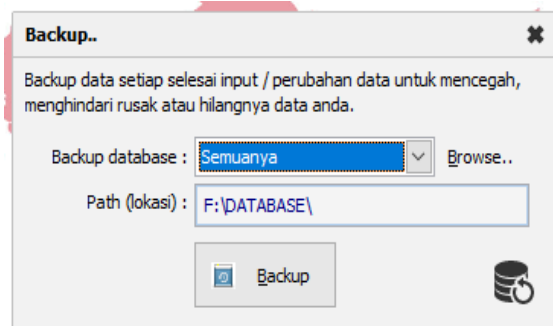 Backup..
Backup data setiap selesai input / perubahan data untuk mencegah,
menghindari rusak atau hilangnya data anda.
Backup database : Semuanya Browse..
Path (lokasi) : F:\DATABASE\
Backup